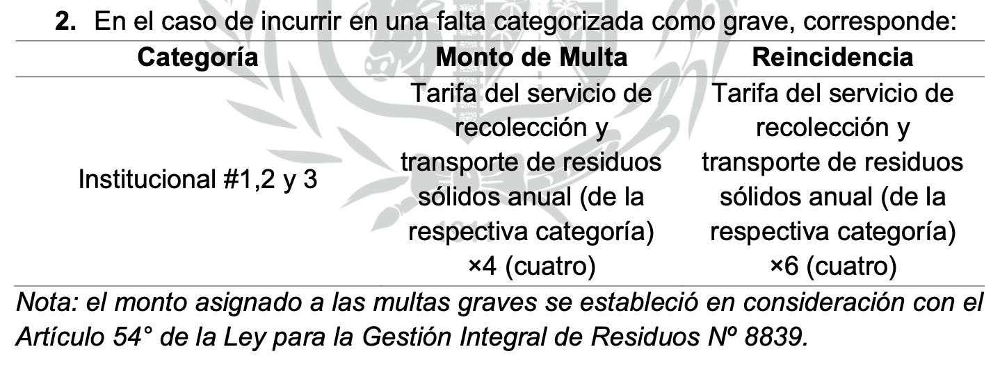 2. En el caso de incurrir en una falta categorizada como grave, corresponde:
Categoría Monto de Multa Reincidencia
Institucional #1,2 y 3
Tarifa del servicio de
recolección y
transporte de residuos
sólidos anual (de la
respectiva categoría)
×4 (cuatro)
Tarifa del servicio de
recolección y
transporte de residuos
sólidos anual (de la
respectiva categoría)
×6 (cuatro)
Nota: el monto asignado a las multas graves se estableció en consideración con el
Artículo 54° de la Ley para la Gestión Integral de Residuos Nº 8839.